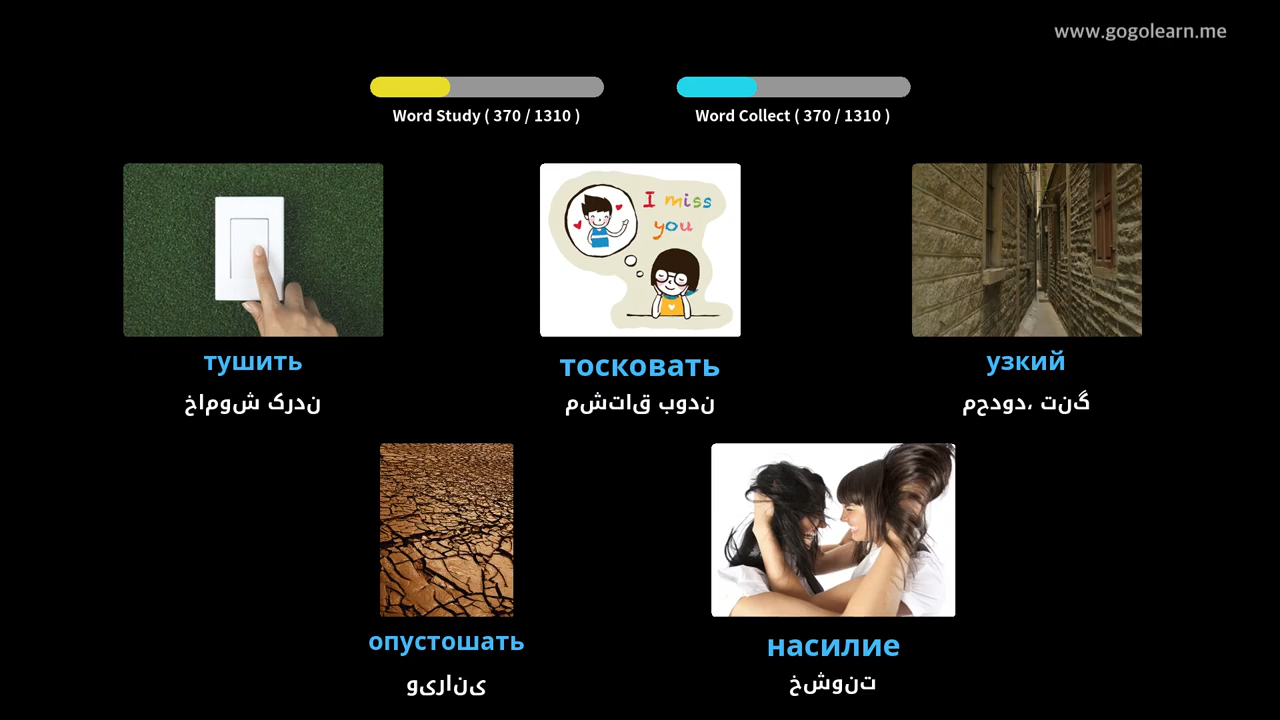 www.gogolearn.me
Word Study ( 370 / 1310 )
Word Collect ( 370 / 1310 )
I miss
you
тушить
خاموش کردن
тосковать
مشتاق بودن
узкий
محدود، تنگ
опустошать
ویرانی
насилие
خشونت